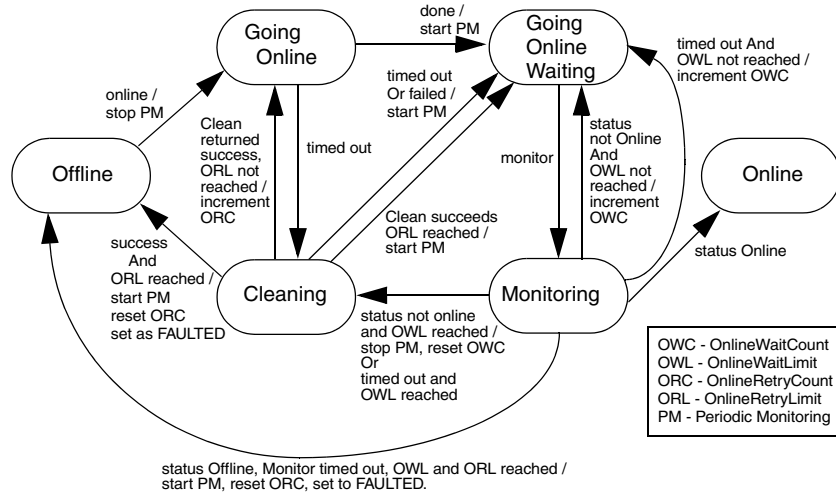 Going
Online
done /
start PM
Going
Online
Waiting
timed out And
OWL not reached /
increment OWC
online /
stop PM
timed out
Or failed /
start PM
Clean
returned
success,
ORL not
reached /
increment
ORC
timed out
monitor
status
not Online
And
OWL not
reached /
increment
OWC
Offline
Online
Clean succeeds
ORL reached /
start PM
status Online
success
And
ORL reached /
start PM
reset ORC
set as FAULTED
Cleaning
Monitoring
status not online
and OWL reached /
stop PM, reset OWC
Or
timed out and
OWL reached
OWC - OnlineWaitCount
OWL - OnlineWaitLimit
ORC - OnlineRetryCount
ORL - OnlineRetryLimit
PM - Periodic Monitoring
status Offline, Monitor timed out, OWL and ORL reached /
start PM, reset ORC, set to FAULTED.